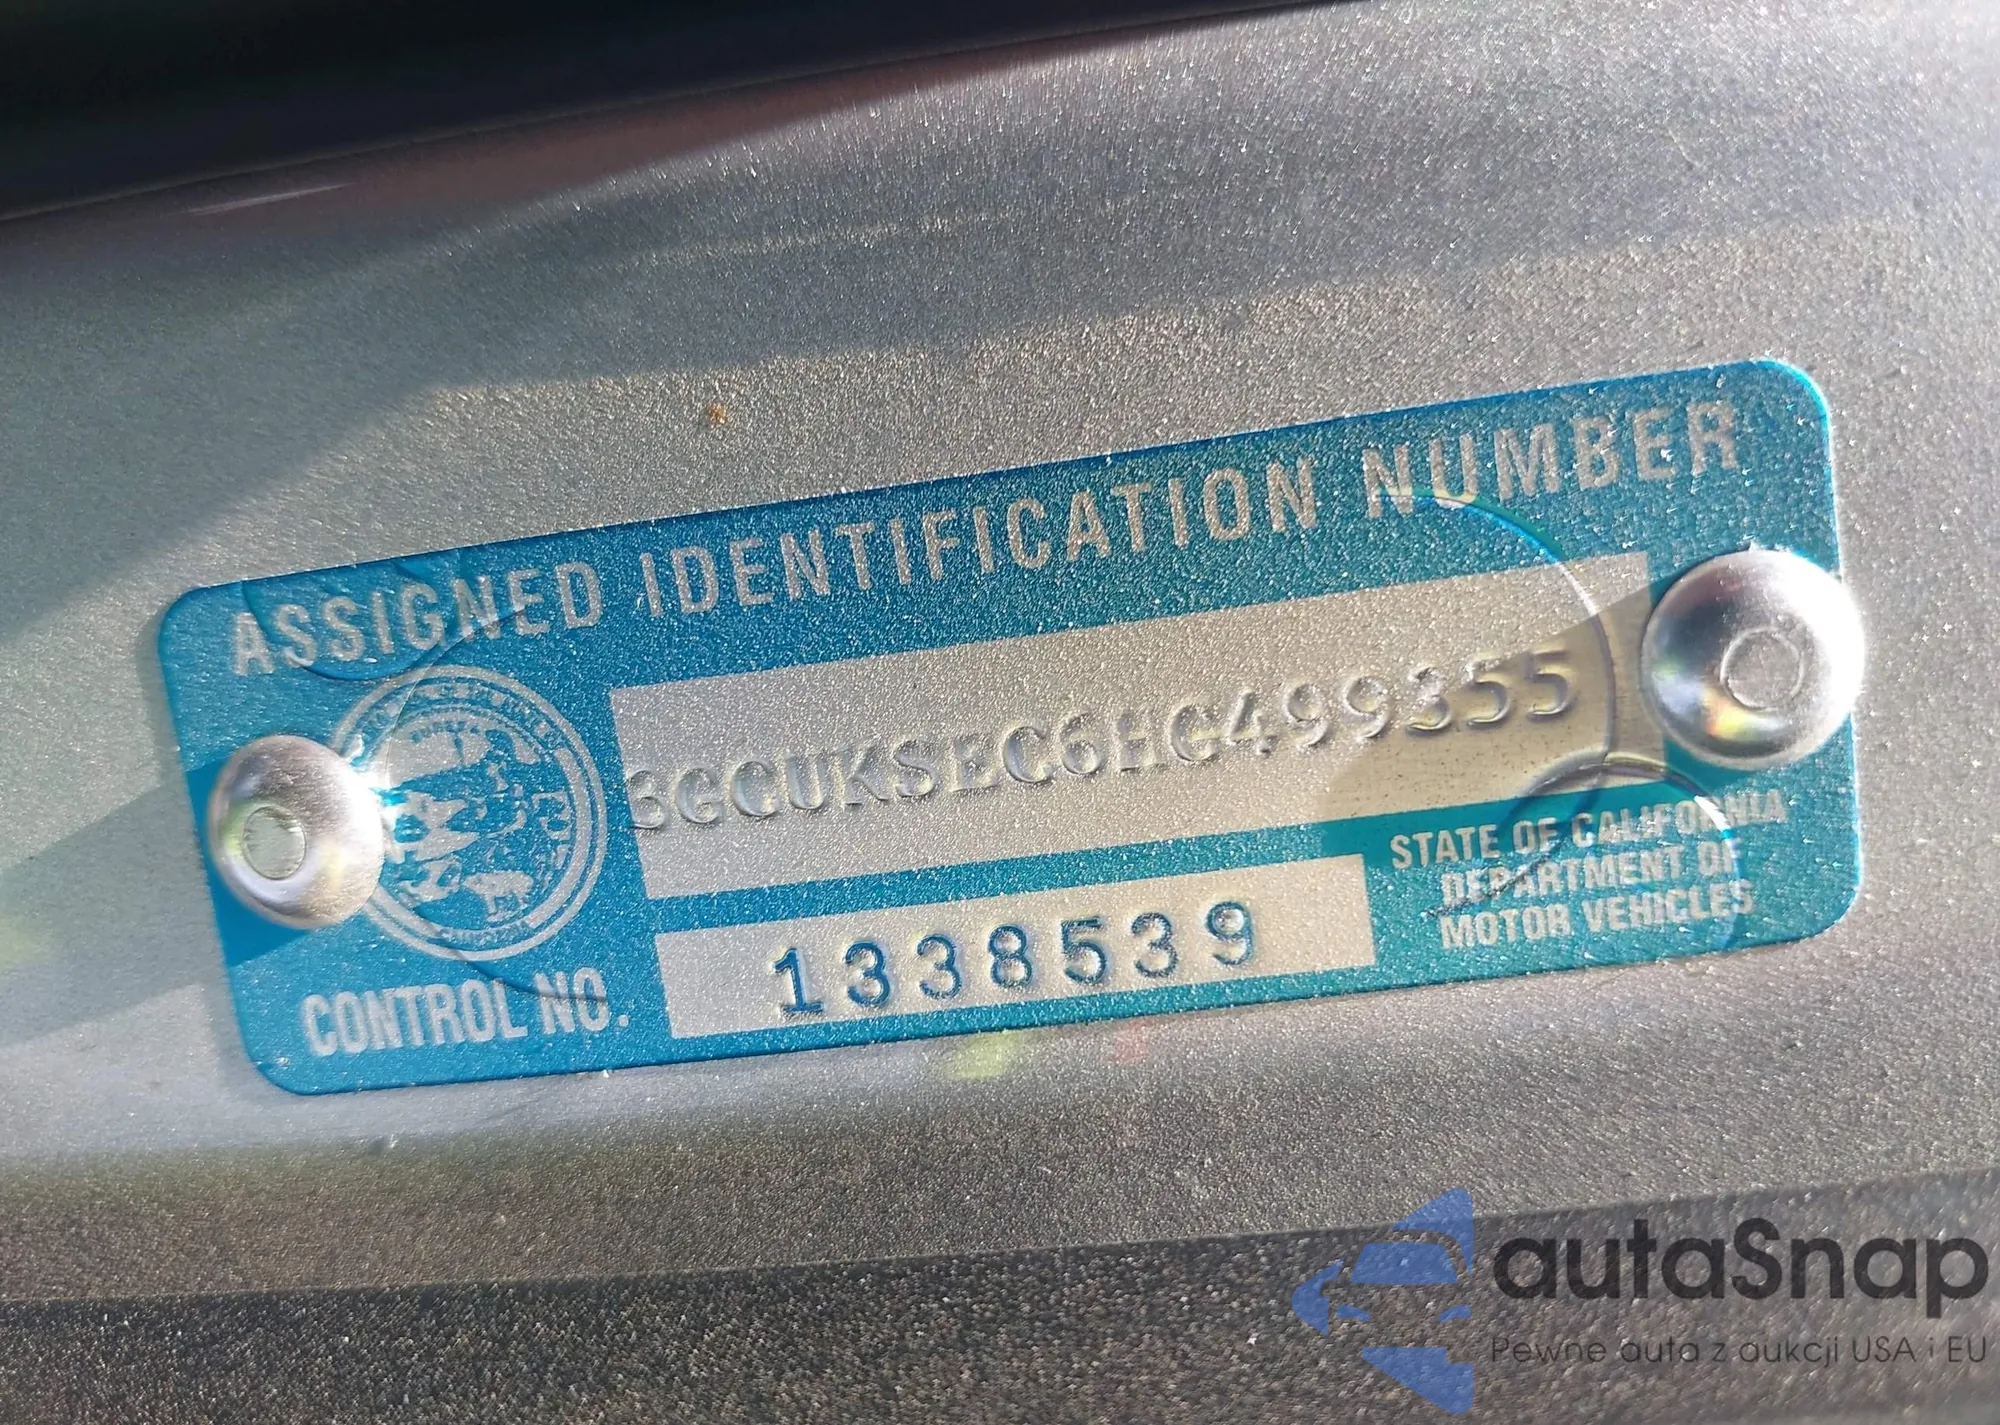 ASSIGNED IDENTIFICATION NUMBER
3GCUKSEC6HG499355
CONTROL NO.
1338539
STATE OF CALIFORNIA
DEPARTMENT OF
MOTOR VEHICLES
autaSnap
Pewne auta z aukcji USA i EU